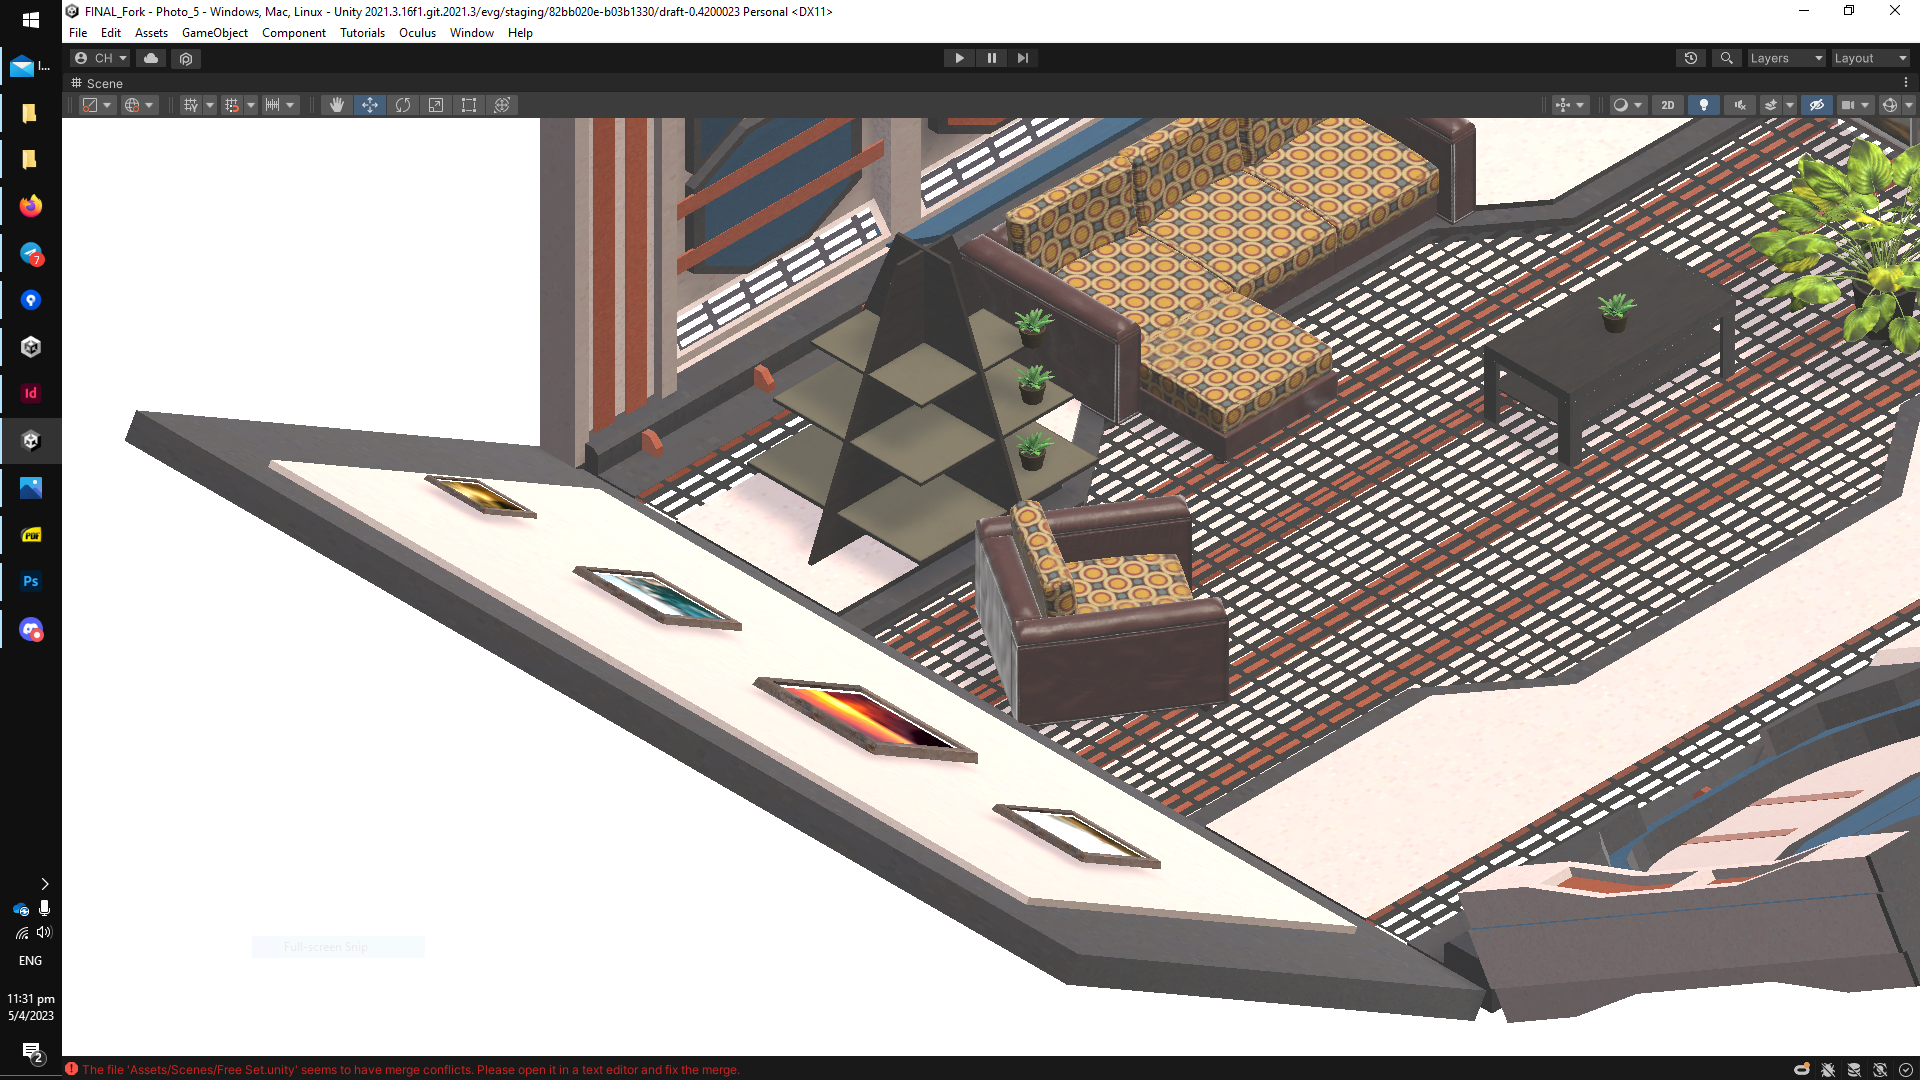 FINAL_Fork - Photo_5 - Windows, Mac, Linux - Unity 2021.3.16f1.git.2021.3/evg/staging/82bb020e-b03b1330/draft-0.4200023 Personal <DX11>
File Edit Assets GameObject Component Tutorials Oculus Window Help
CH
Layers
Layout
Scene
2D
I...
7
Id
PDF
Ps
Full-screen Snip
ENG
11:31 pm
5/4/2023
2
The file 'Assets/Scenes/Free Set.unity' seems to have merge conflicts. Please open it in a text editor and fix the merge.